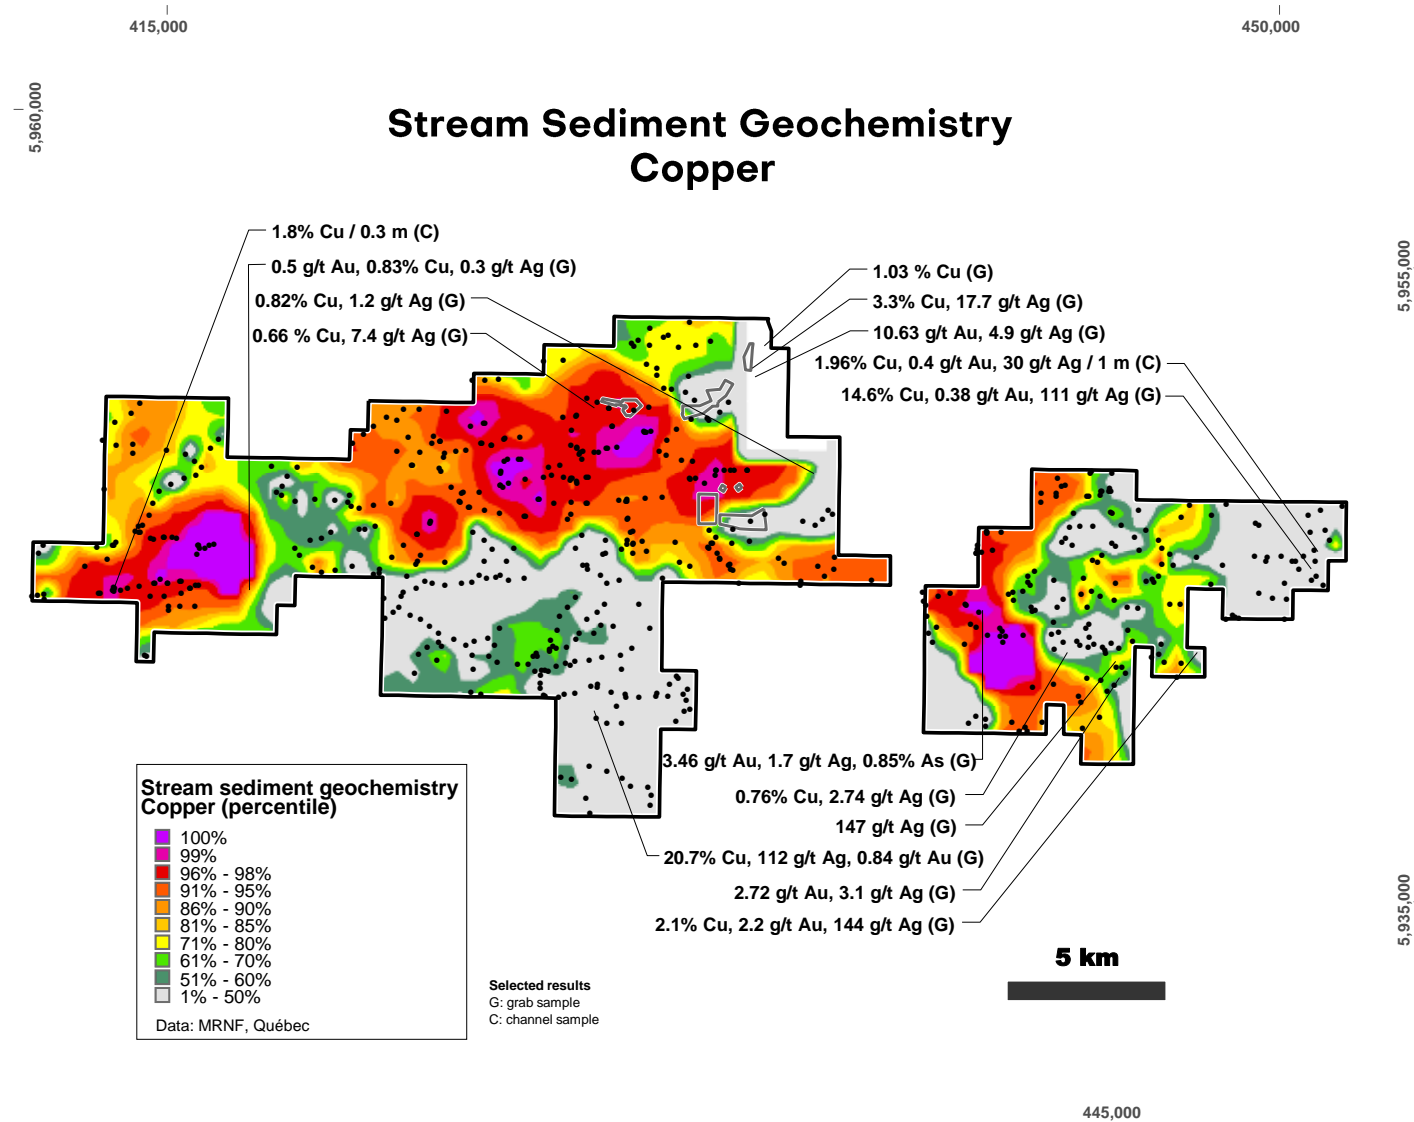 415,000
450,000
5,960,000
Stream Sediment Geochemistry
Copper
1.8% Cu / 0.3 m (C)
0.5 g/t Au, 0.83% Cu, 0.3 g/t Ag (G)
0.82% Cu, 1.2 g/t Ag (G)
0.66 % Cu, 7.4 g/t Ag (G)
1.03 % Cu (G)
3.3% Cu, 17.7 g/t Ag (G)
10.63 g/t Au, 4.9 g/t Ag (G)
1.96% Cu, 0.4 g/t Au, 30 g/t Ag / 1 m (C)
14.6% Cu, 0.38 g/t Au, 111 g/t Ag (G)
5,955,000
3.46 g/t Au, 1.7 g/t Ag, 0.85% As (G)
0.76% Cu, 2.74 g/t Ag (G)
147 g/t Ag (G)
20.7% Cu, 112 g/t Ag, 0.84 g/t Au (G)
2.72 g/t Au, 3.1 g/t Ag (G)
2.1% Cu, 2.2 g/t Au, 144 g/t Ag (G)
5,935,000
Stream sediment geochemistry
Copper (percentile)
100%
99%
96% - 98%
91% - 95%
86% - 90%
81% - 85%
71% - 80%
61% - 70%
51% - 60%
1% - 50%
Data: MRNF, Québec
Selected results
G: grab sample
C: channel sample
5 km
445,000